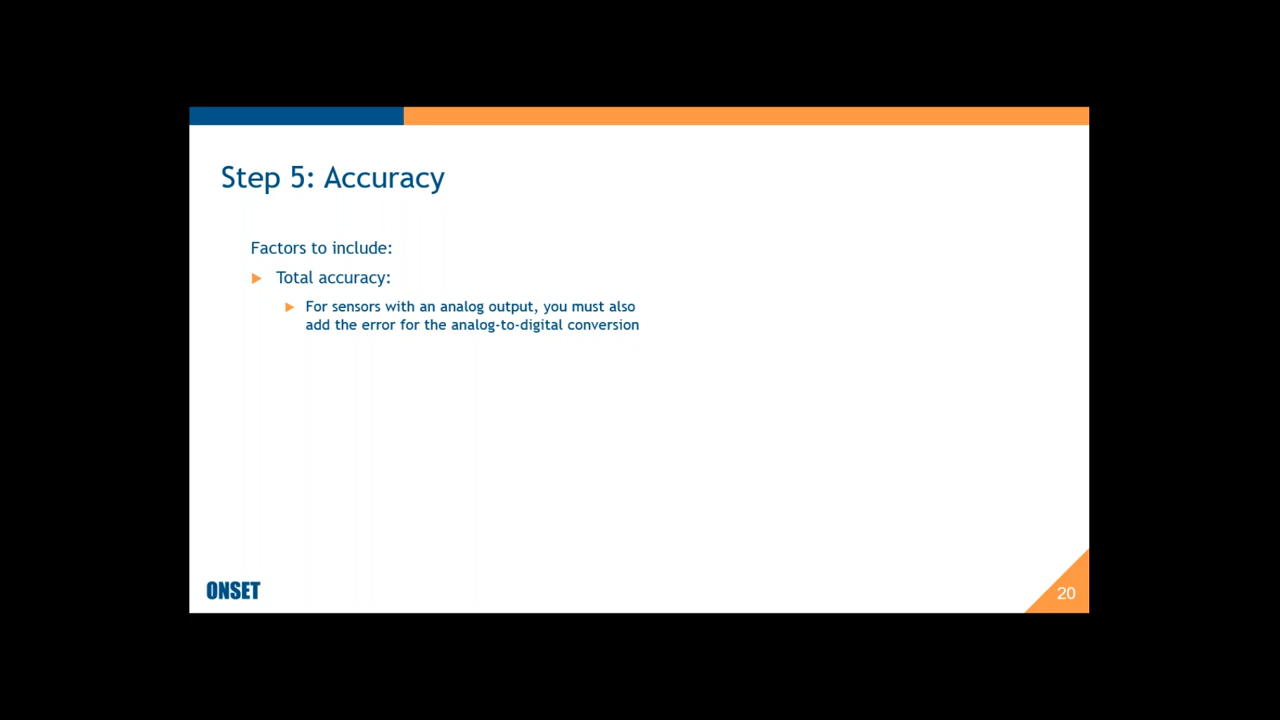 Step 5: Accuracy
Factors to include:
Total accuracy:
For sensors with an analog output, you must also
add the error for the analog-to-digital conversion
ONSET
20